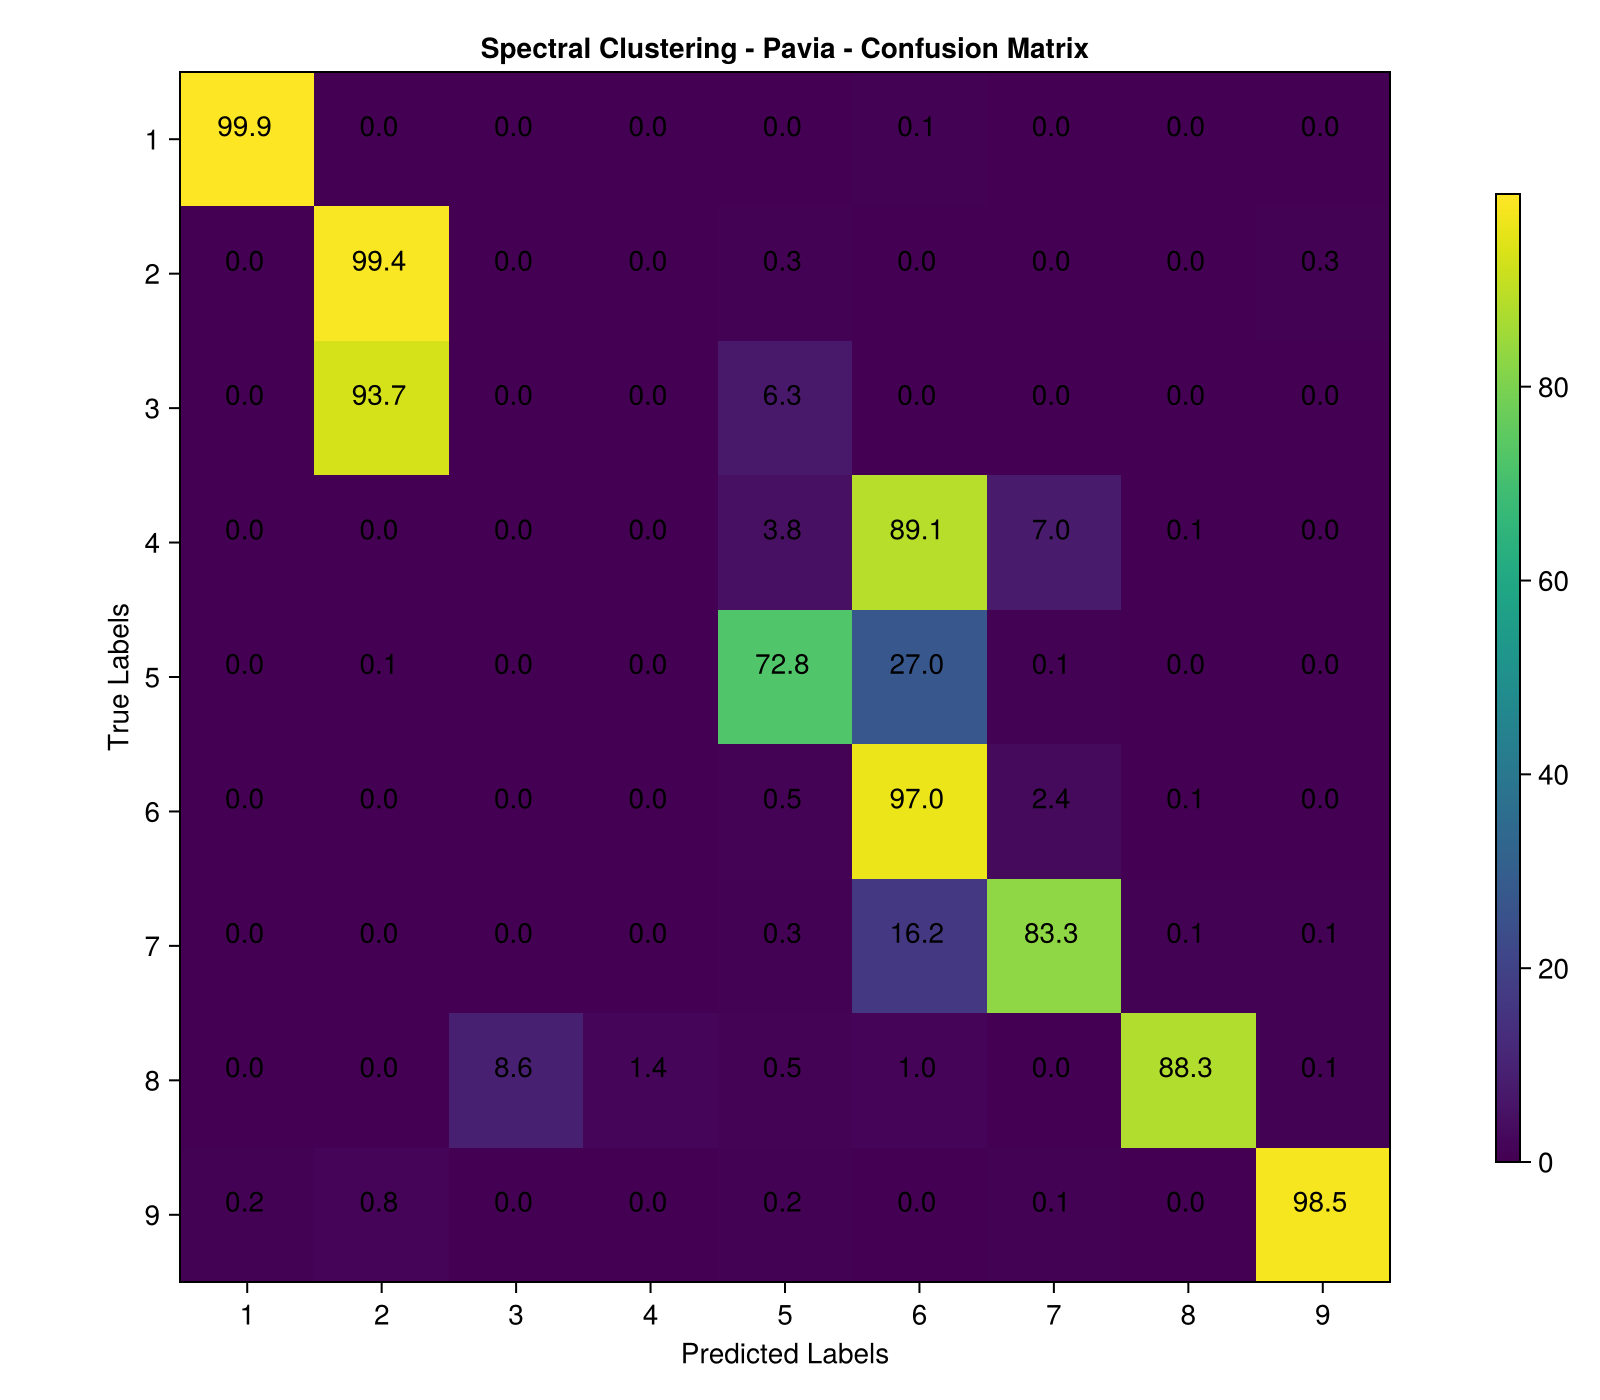 Spectral Clustering - Pavia - Confusion Matrix
1 99.9 0.0 0.0 0.0 0.0 0.1 0.0 0.0 0.0
2 0.0 99.4 0.0 0.0 0.3 0.0 0.0 0.0 0.3
3 0.0 93.7 0.0 0.0 6.3 0.0 0.0 0.0 0.0
4 0.0 0.0 0.0 0.0 3.8 89.1 7.0 0.1 0.0
5 0.0 0.1 0.0 0.0 72.8 27.0 0.1 0.0 0.0
6 0.0 0.0 0.0 0.0 0.5 97.0 2.4 0.1 0.0
7 0.0 0.0 0.0 0.0 0.3 16.2 83.3 0.1 0.1
8 0.0 0.0 8.6 1.4 0.5 1.0 0.0 88.3 0.1
9 0.2 0.8 0.0 0.0 0.2 0.0 0.1 0.0 98.5
1 2 3 4 5 6 7 8 9
Predicted Labels
True Labels
80
60
40
20
0